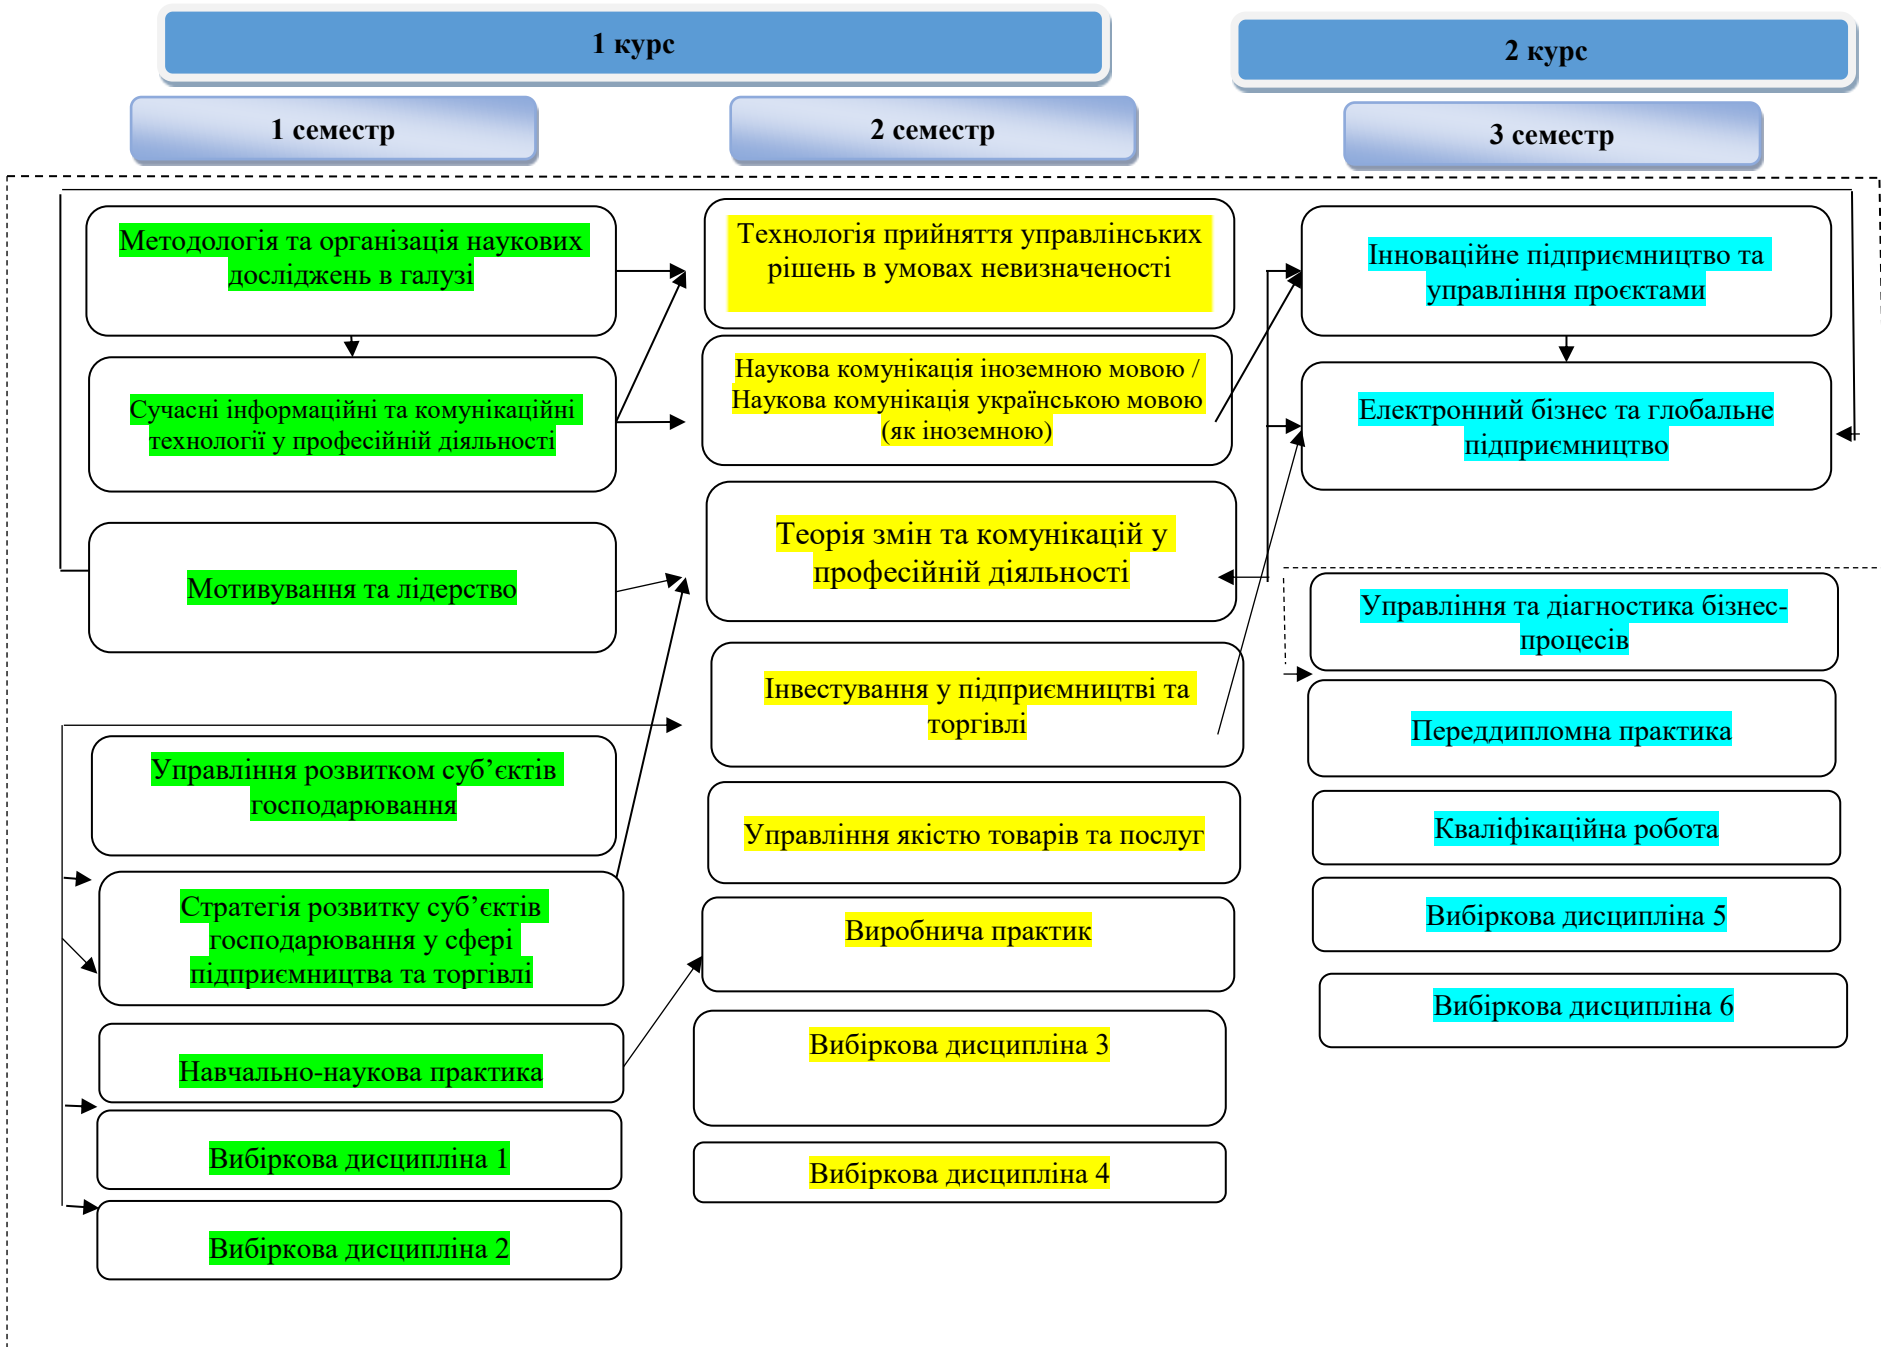 1 курс
2 курс
1 семестр
2 семестр
3 семестр
Методологія та організація наукових
досліджень в галузі
Сучасні інформаційні та комунікаційні
технології у професійній діяльності
Мотивування та лідерство
Управління розвитком суб’єктів
господарювання
Стратегія розвитку суб’єктів
господарювання у сфері
підприємництва та торгівлі
Навчально-наукова практика
Вибіркова дисципліна 1
Вибіркова дисципліна 2
Технологія прийняття управлінських
рішень в умовах невизначеності
Наукова комунікація іноземною мовою /
Наукова комунікація українською мовою
(як іноземною)
Теорія змін та комунікацій у
професійній діяльності
Інвестування у підприємництві та
торгівлі
Управління якістю товарів та послуг
Виробнича практик
Вибіркова дисципліна 3
Вибіркова дисципліна 4
Інноваційне підприємництво та
управління проєктами
Електронний бізнес та глобальне
підприємництво
Управління та діагностика бізнес-
процесів
Переддипломна практика
Кваліфікаційна робота
Вибіркова дисципліна 5
Вибіркова дисципліна 6